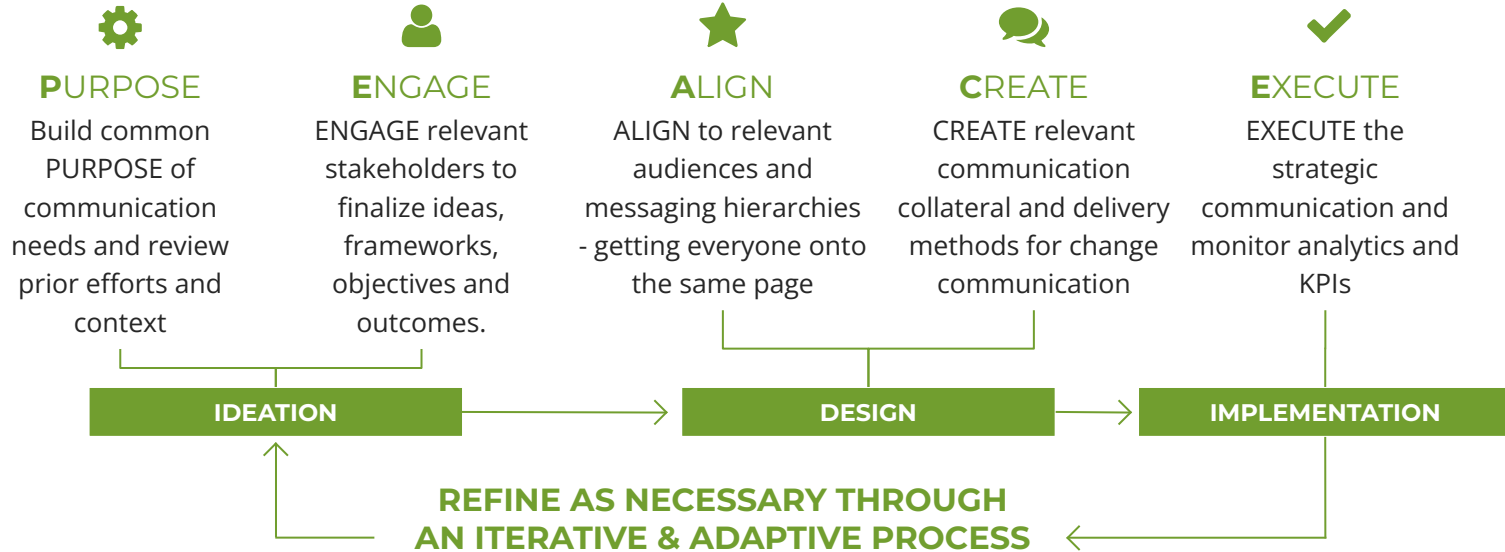 PURPOSE
Build common
PURPOSE of
communication
needs and review
prior efforts and
context
ENGAGE
ENGAGE relevant
stakeholders to
finalize ideas,
frameworks,
objectives and
outcomes.
ALIGN
ALIGN to relevant
audiences and
messaging hierarchies
- getting everyone onto
the same page
CREATE
CREATE relevant
communication
collateral and delivery
methods for change
communication
EXECUTE
EXECUTE the
strategic
communication and
monitor analytics and
KPIs
IDEATION
DESIGN
IMPLEMENTATION
REFINE AS NECESSARY THROUGH
AN ITERATIVE & ADAPTIVE PROCESS